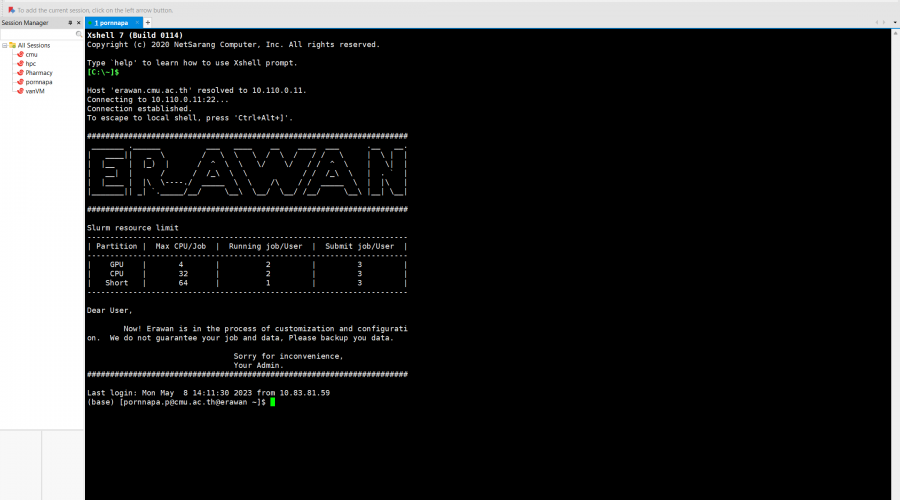 To add the current session, click on the left arrow button.
Session Manager
1 pornnapa
All Sessions
cmu
hpc
Pharmacy
pornnapa
vanVM
Xshell 7 (Build 0114)
Copyright (c) 2020 NetSarang Computer, Inc. All rights reserved.
Type `help' to learn how to use Xshell prompt.
[C:\~]$
Host 'erawan.cmu.ac.th' resolved to 10.110.0.11.
Connecting to 10.110.0.11:22...
Connection established.
To escape to local shell, press 'Ctrl+Alt+]'.
######################################################################
ERAWAN
######################################################################
Slurm resource limit
----------------------------------------------------------------------
| Partition | Max CPU/Job | Running job/User | Submit job/User |
----------------------------------------------------------------------
| GPU | 4 | 2 | 3 |
| CPU | 32 | 2 | 3 |
| Short | 64 | 1 | 3 |
----------------------------------------------------------------------
Dear User,
Now! Erawan is in the process of customization and configurati
on. We do not guarantee your job and data, Please backup you data.
Sorry for inconvenience,
Your Admin.
######################################################################
Last login: Mon May 8 14:11:30 2023 from 10.83.81.59
(base) [pornnapa.p@cmu.ac.th@erawan ~]$